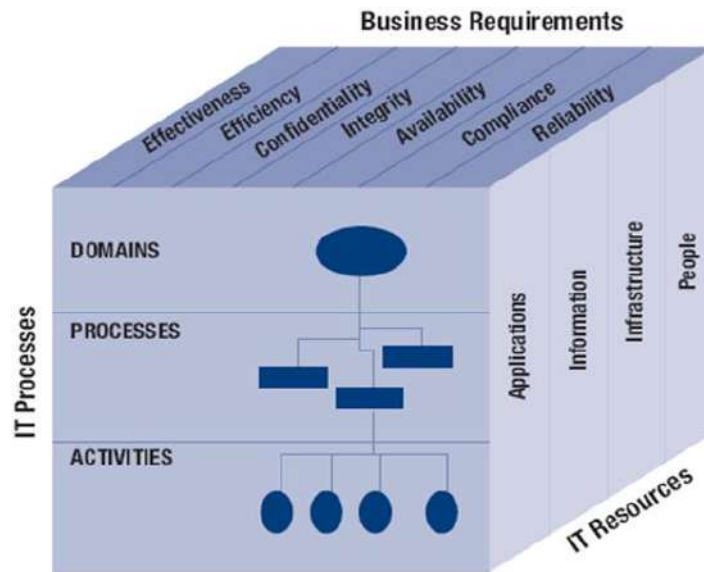 Business Requirements
Effectiveness
Efficiency
Confidentiality
Integrity
Availability
Compliance
Reliability
IT Processes
DOMAINS
PROCESSES
ACTIVITIES
Applications
Information
Infrastructure
People
IT Resources